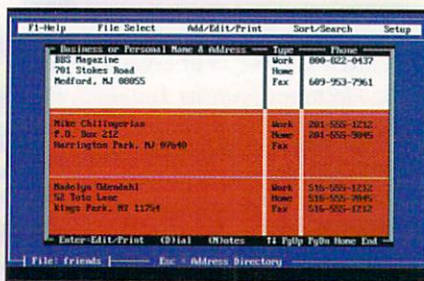 F1-Help File Select Add/Edit/Print Sort/Search Setup
Business or Personal Name & Address Type Phone
BBS Magazine Work 800-822-0437
701 Stokes Road Home
Medford, NJ 08055 Fax 609-953-7961
Mike Chillingerian Work 201-555-1212
P.O. Box 212 Home 201-555-9845
Harrington Park, NJ 07640 Fax
Madelyn Odendahl Work 516-555-1212
52 Toto Lane Home 516-555-7845
Kings Park, NY 11754 Fax 516-555-1212
Enter-Edit/Print (D)ial (N)otes ↑↓ PgUp PgDn Home End
File: friends Esc - Address Directory